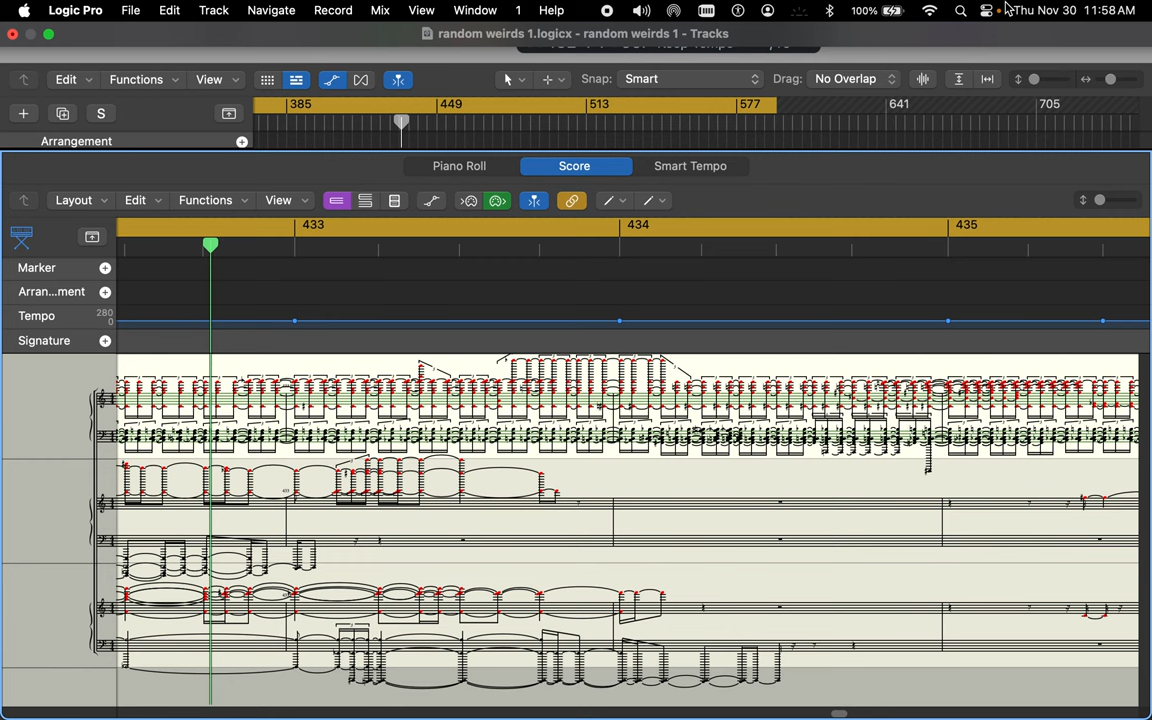 Logic Pro File Edit Track Navigate Record Mix View Window 1 Help 100% Thu Nov 30 11:58 AM
random weirds 1.logicx - random weirds 1 - Tracks
Edit Functions View Snap: Smart Drag: No Overlap
S 385 449 513 577 641 705
Arrangement
Piano Roll Score Smart Tempo
Layout Edit Functions View
433 434 435
Marker
Arran...ment
Tempo 280
0
Signature